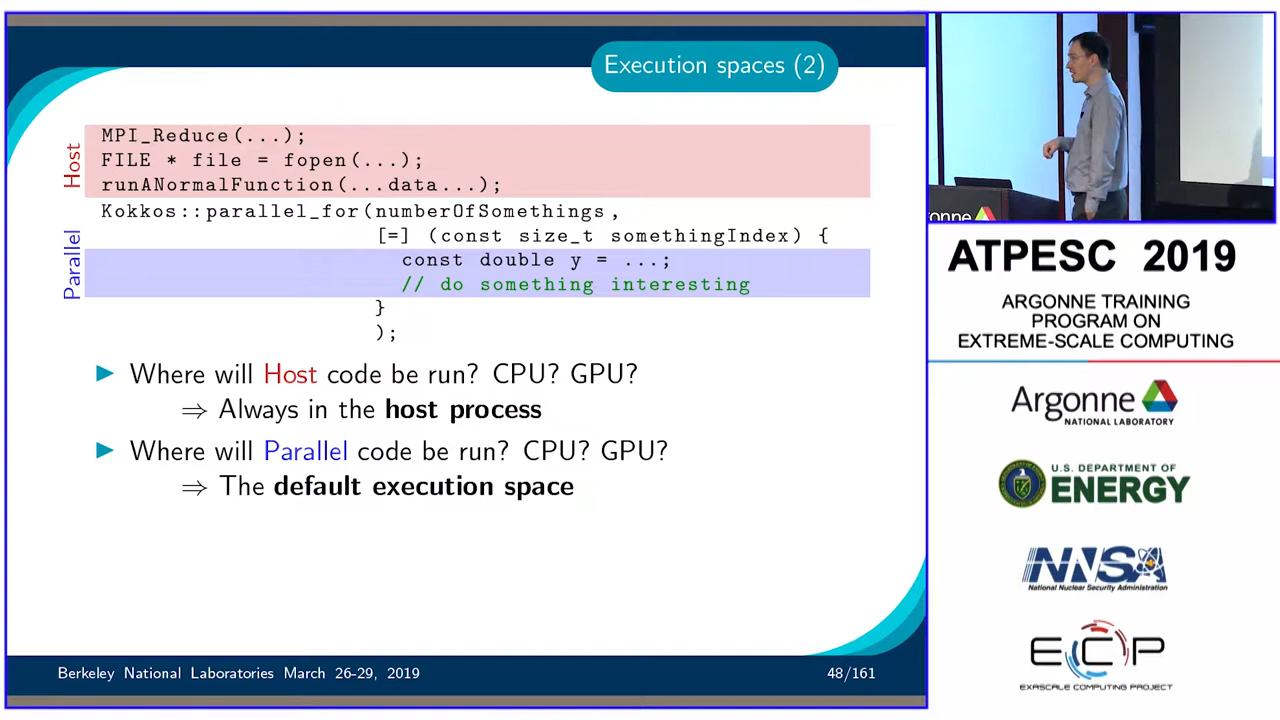 Execution spaces (2)
Host
MPI_Reduce(...);
FILE * file = fopen(...);
runANormalFunction(...data...);
Parallel
Kokkos::parallel_for(numberOfSomethings,
[=] (const size_t somethingIndex) {
const double y = ...;
// do something interesting
}
);
▶ Where will Host code be run? CPU? GPU?
⇒ Always in the host process
▶ Where will Parallel code be run? CPU? GPU?
⇒ The default execution space
Berkeley National Laboratories March 26-29, 2019
48/161
onne
ATPESC 2019
ARGONNE TRAINING
PROGRAM ON
EXTREME-SCALE COMPUTING
Argonne
NATIONAL LABORATORY
U.S. DEPARTMENT OF
ENERGY
NNSA
National Nuclear Security Administration
ECP
EXASCALE COMPUTING PROJECT